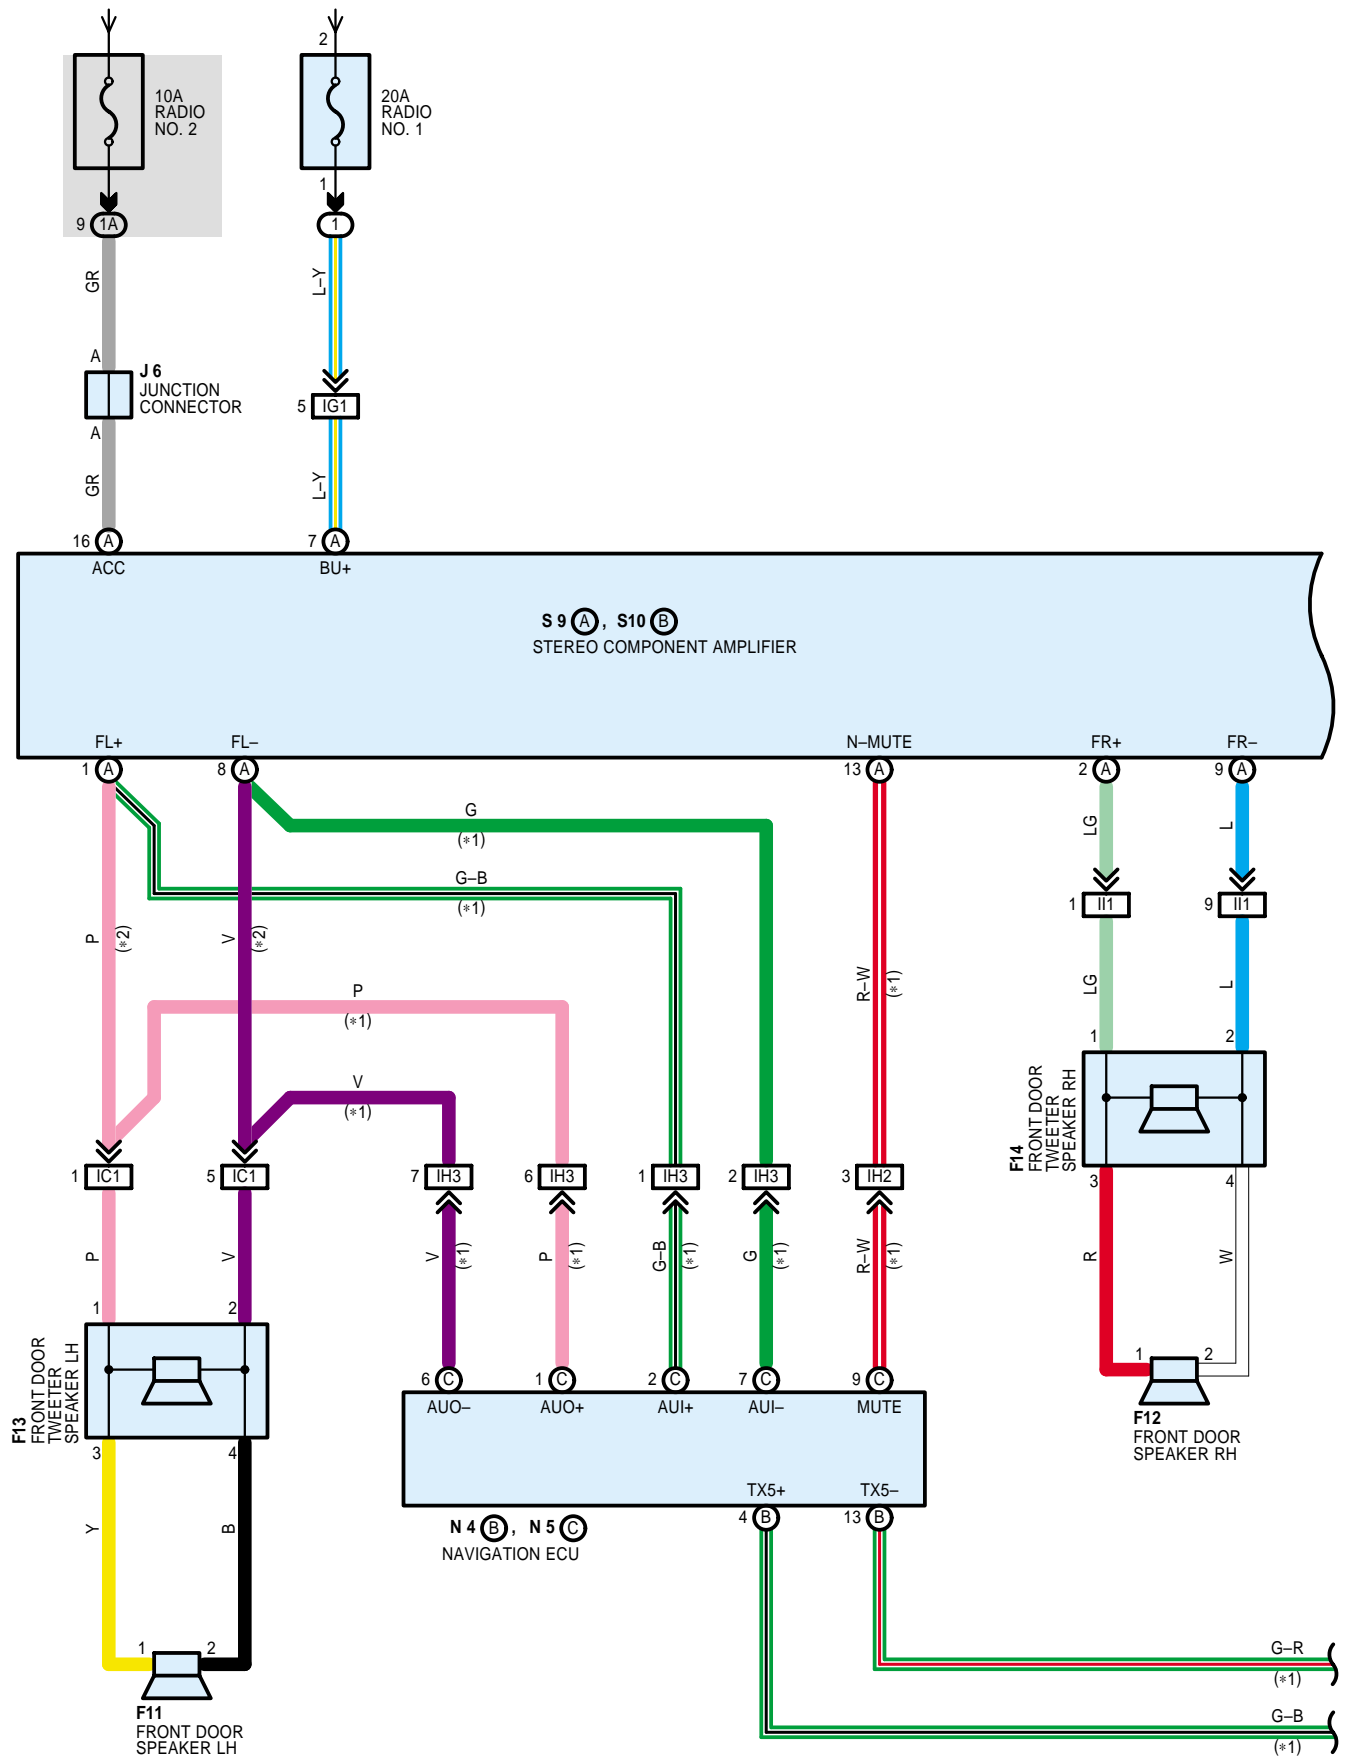 2
10A
RADIO
NO. 2
20A
RADIO
NO. 1
1
9 1A
1
GR
L–Y
A
J 6
JUNCTION
CONNECTOR
5 IG1
A
GR
L–Y
16 A
7 A
ACC
BU+
S 9 A , S10 B
STEREO COMPONENT AMPLIFIER
FL+
FL–
N–MUTE
FR+
FR–
1 A
8 A
13 A
2 A
9 A
G
(*1)
LG
L
G–B
(*1)
1 II1
9 II1
P
(*2)
V
(*2)
R–W
(*1)
LG
L
P
(*1)
1
2
V
(*1)
F14
FRONT DOOR
TWEETER
SPEAKER RH
1 IC1
5 IC1
7 IH3
6 IH3
1 IH3
2 IH3
3 IH2
3
4
P
V
V
(*1)
P
(*1)
G–B
(*1)
G
(*1)
R–W
(*1)
R
W
1
2
F13
FRONT DOOR
TWEETER
SPEAKER LH
1
2
6 C
1 C
2 C
7 C
9 C
AUO–
AUO+
AUI+
AUI–
MUTE
F12
FRONT DOOR
SPEAKER RH
3
4
TX5+
TX5–
4 B
13 B
Y
B
N 4 B , N 5 C
NAVIGATION ECU
1
2
G–R
(*1)
F11
FRONT DOOR
SPEAKER LH
G–B
(*1)